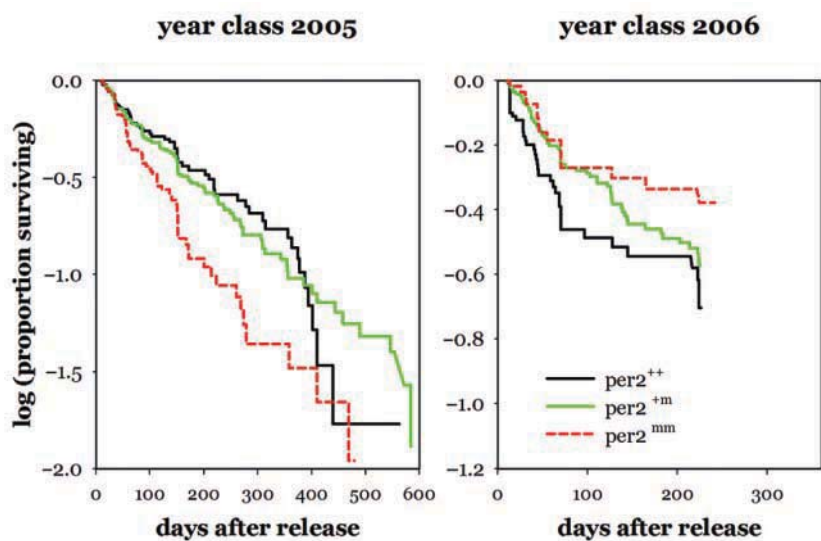 year class 2005
year class 2006
log (proportion surviving)
0.0
−0.5
−1.0
−1.5
−2.0
0 100 200 300 400 500 600
days after release
0.0
−0.2
−0.4
−0.6
−0.8
−1.0
−1.2
per2++
per2 +m
per2 mm
0 100 200 300
days after release